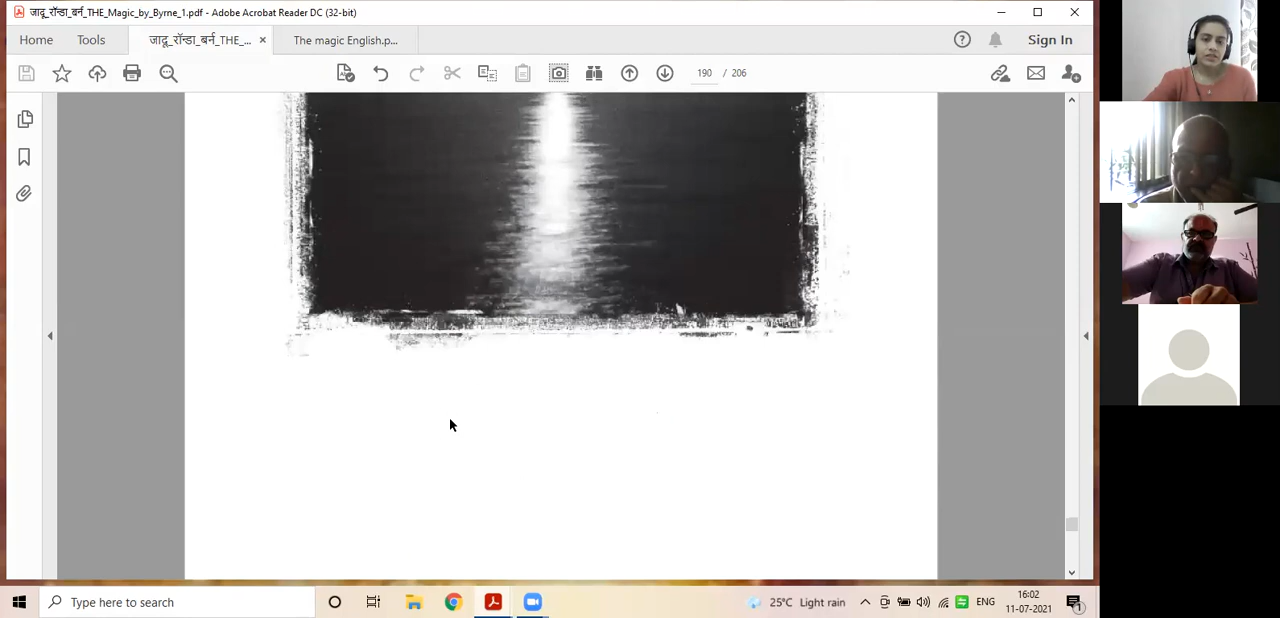 जादू_रॉन्डा_बर्न_THE_Magic_by_Byrne_1.pdf - Adobe Acrobat Reader DC (32-bit)
Home Tools जादू_रॉन्डा_बर्न_THE_... × The magic English.p... Sign In
190 / 206
Type here to search 25°C Light rain ENG 16:02
11-07-2021 1